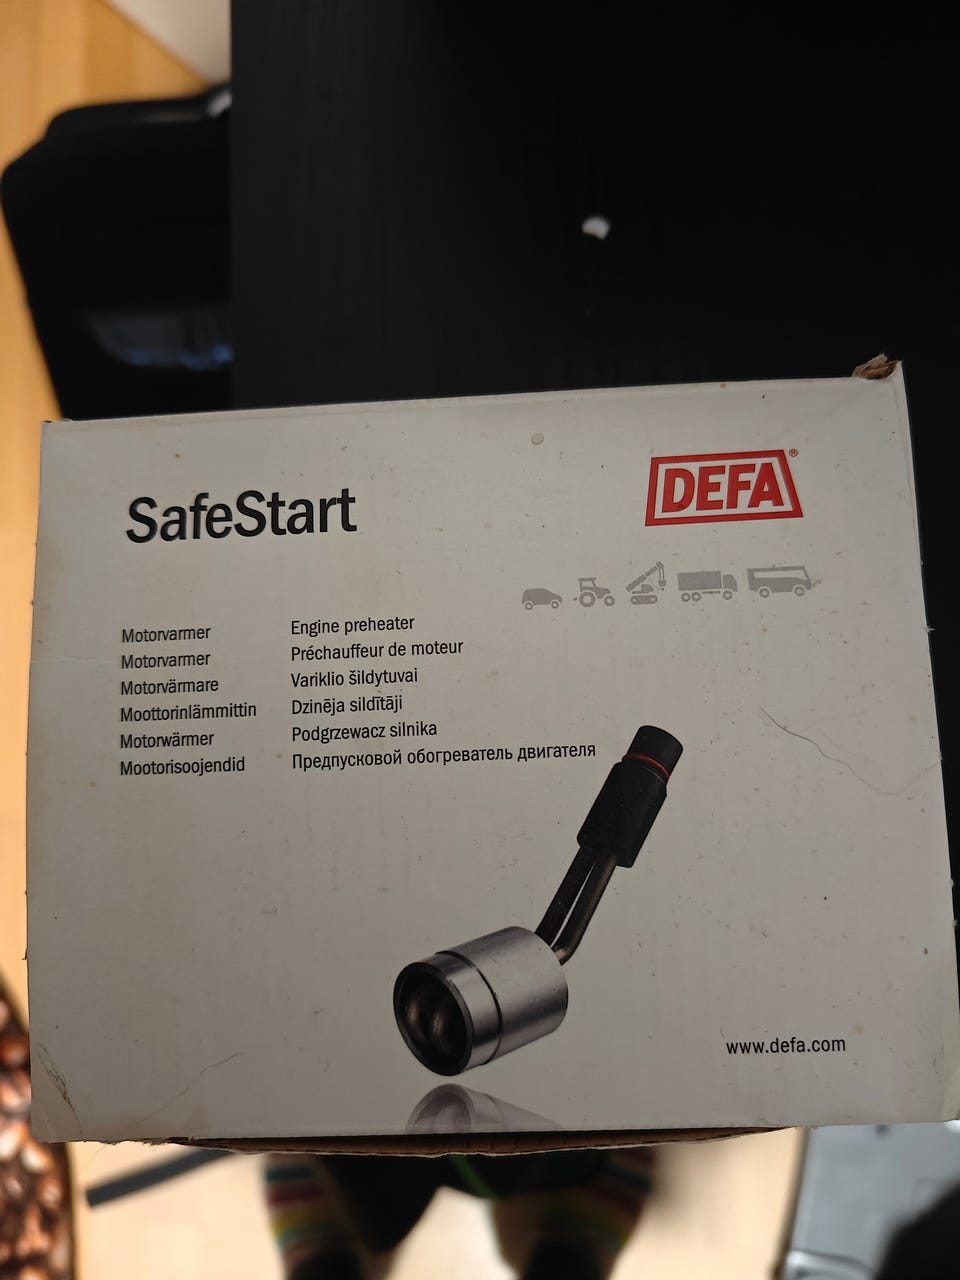 SafeStart
DEFA®
Motorvarmer
Motorvarmer
Motorvärmare
Moottorinlämmittin
Motorwärmer
Mootorisoojendid
Engine preheater
Préchauffeur de moteur
Variklio šildytuvai
Dzinēja sildītāji
Podgrzewacz silnika
Предпусковой обогреватель двигателя
www.defa.com